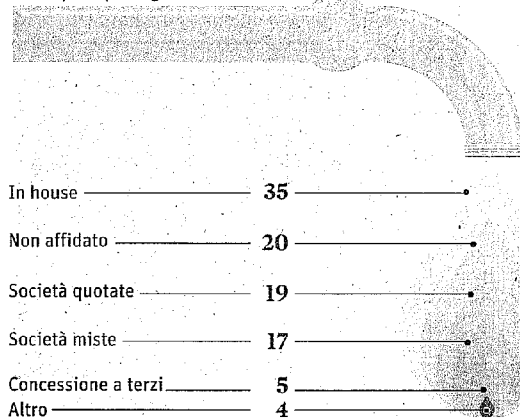 In house 35
Non affidato 20
Società quotate 19
Società miste 17
Concessione a terzi 5
Altro 4